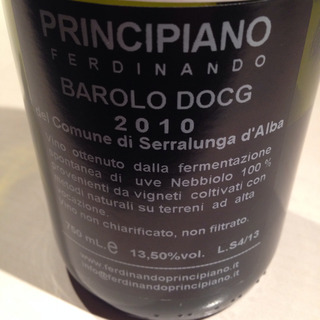 PRINCIPIANO
FERDINANDO
BAROLO DOCG
2010
del Comune di Serralunga d'Alba
Vino ottenuto dalla fermentazione
spontanea di uve Nebbiolo 100 %
provenienti da vigneti coltivati con
metodi naturali su terreni ad alta
vocazione.
Vino non chiarificato, non filtrato.
750 mL.e 13,50%vol. L.S4/13
www.ferdinandoprincipiano.it
info@ferdinandoprincipiano.it